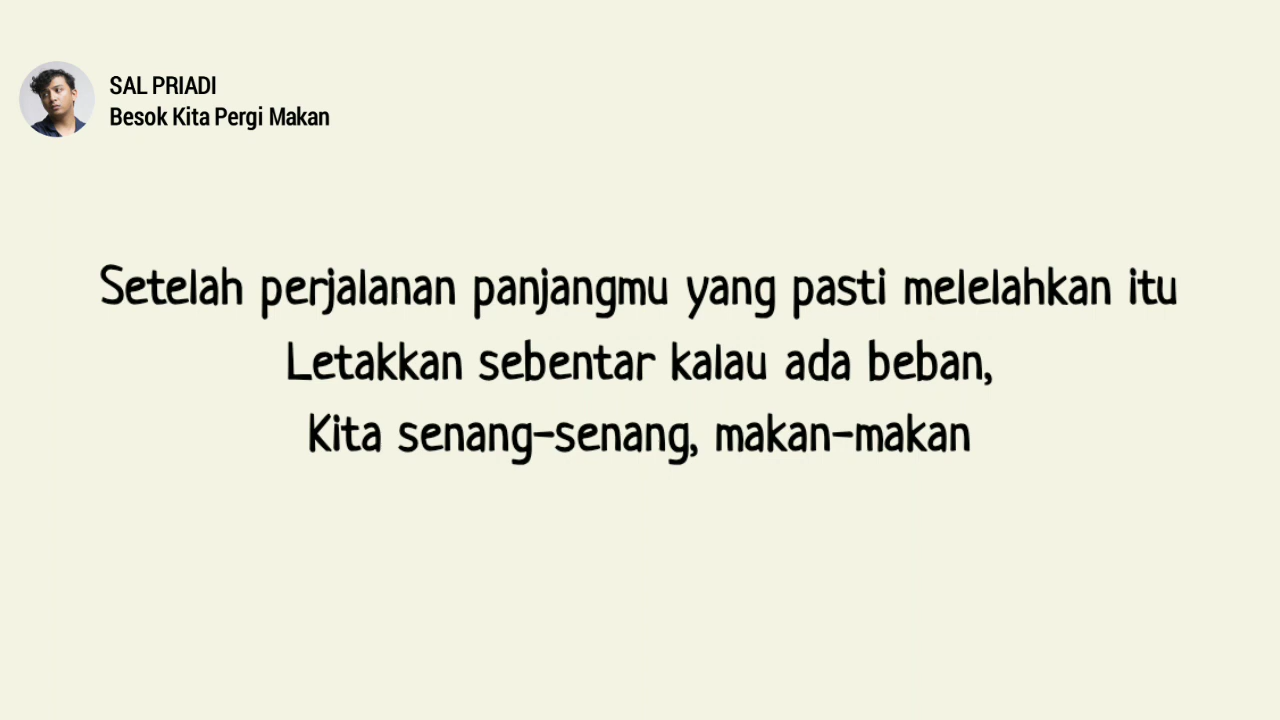 SAL PRIADI
Besok Kita Pergi Makan
Setelah perjalanan panjangmu yang pasti melelahkan itu
Letakkan sebentar kalau ada beban,
Kita senang-senang, makan-makan